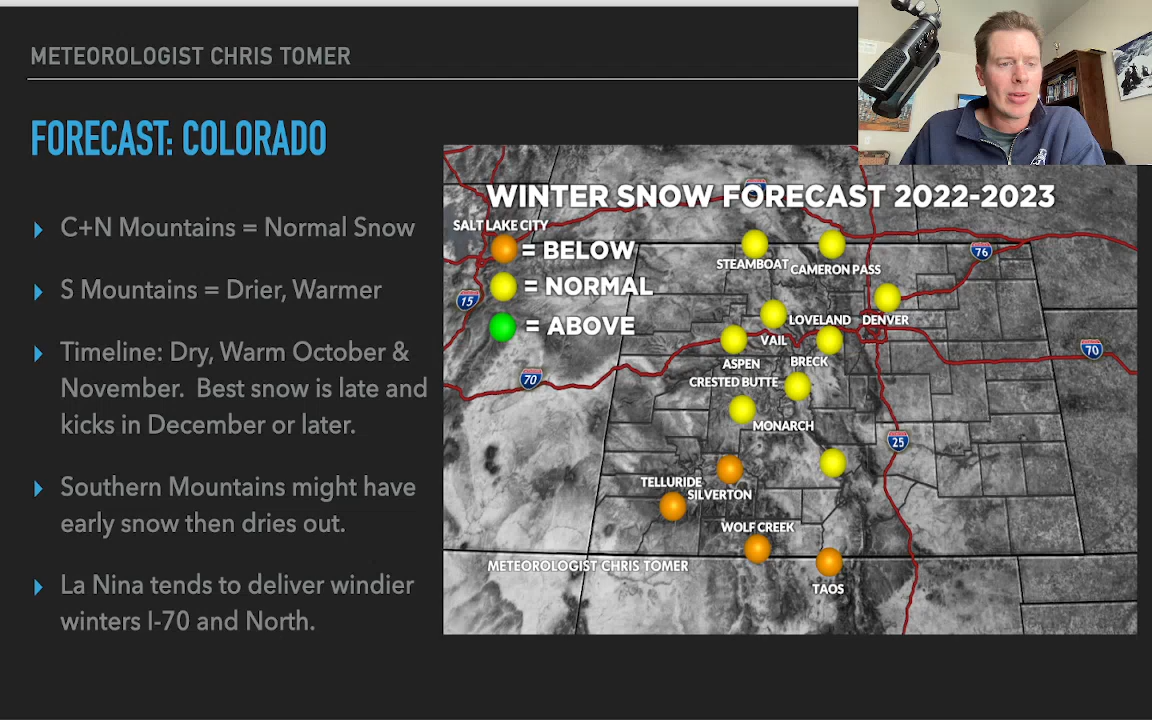 METEOROLOGIST CHRIS TOMER
FORECAST: COLORADO
C+N Mountains = Normal Snow
S Mountains = Drier, Warmer
Timeline: Dry, Warm October &
November. Best snow is late and
kicks in December or later.
Southern Mountains might have
early snow then dries out.
La Nina tends to deliver windier
winters I-70 and North.
WINTER SNOW FORECAST 2022-2023
SALT LAKE CITY
= BELOW
= NORMAL
= ABOVE
15
70
STEAMBOAT
CAMERON PASS
76
LOVELAND
DENVER
VAIL
BRECK
70
ASPEN
CRESTED BUTTE
MONARCH
25
TELLURIDE
SILVERTON
WOLF CREEK
METEOROLOGIST CHRIS TOMER
TAOS